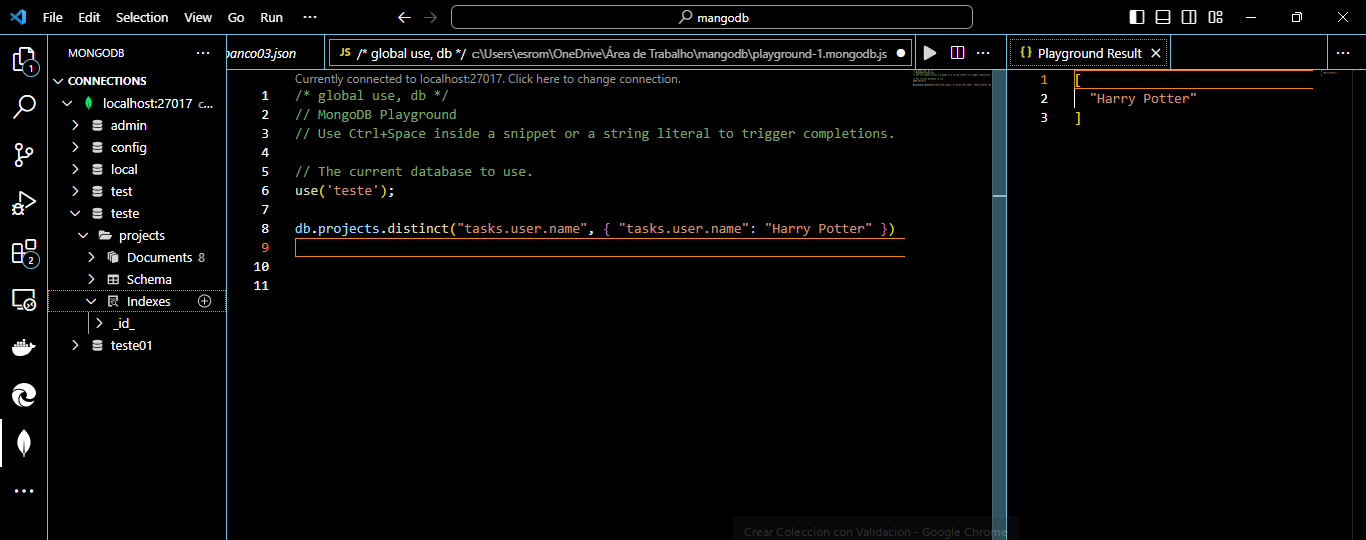 File Edit Selection View Go Run ···
mangodb
MONGODB ···
CONNECTIONS
localhost:27017 c...
admin
config
local
test
teste
projects
Documents 8
Schema
Indexes
_id_
teste01
1
2
banco03.json
JS /* global use, db */ c:\Users\esrom\OneDrive\Área de Trabalho\mangodb\playground-1.mongodb.js
Currently connected to localhost:27017. Click here to change connection.
1 /* global use, db */
2 // MongoDB Playground
3 // Use Ctrl+Space inside a snippet or a string literal to trigger completions.
4
5 // The current database to use.
6 use('teste');
7
8 db.projects.distinct("tasks.user.name", { "tasks.user.name": "Harry Potter" })
9
10
11
{} Playground Result
1 [
2 "Harry Potter"
3 ]
Crear Colección con Validación - Google Chrome